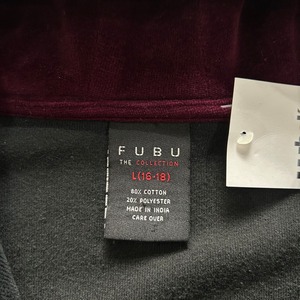 FUBU
THE COLLECTION
L(16-18)
80% COTTON
20% POLYESTER
MADE IN INDIA
CARE OVER